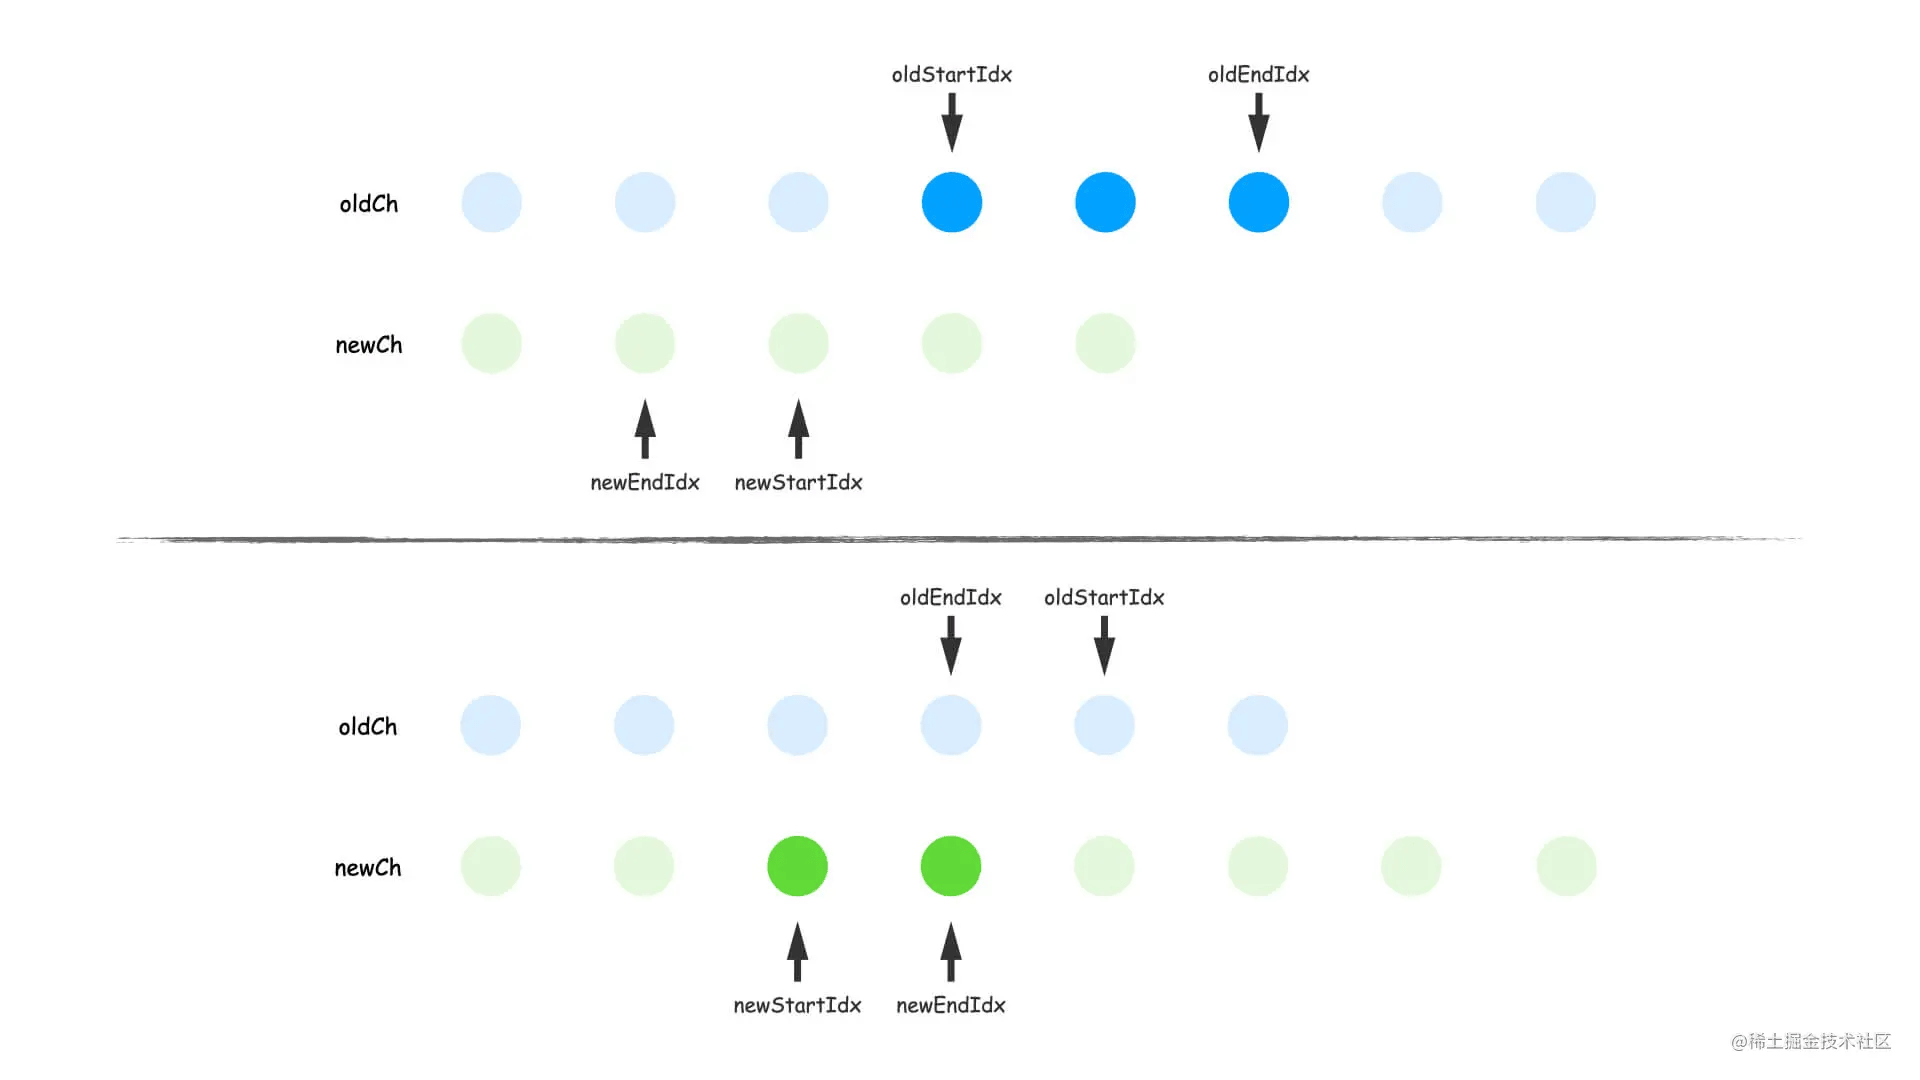 oldStartIdx oldEndIdx
oldCh
newCh
newEndIdx newStartIdx
oldEndIdx oldStartIdx
oldCh
newCh
newStartIdx newEndIdx
@稀土掘金技术社区